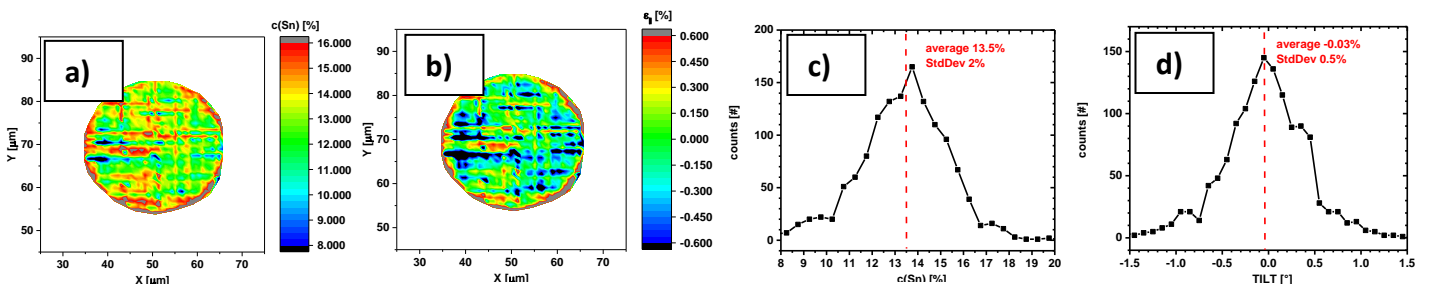 a)
c(Sn) [%]
16.000
15.000
14.000
13.000
12.000
11.000
10.000
9.000
8.000
90
80
70
60
50
Y [µm]
30 40 50 60 70
X [µm]
b)
ε∥ [%]
0.600
0.450
0.300
0.150
0.000
-0.150
-0.300
-0.450
-0.600
90
80
70
60
50
Y [µm]
30 40 50 60 70
X [µm]
c)
average 13.5%
StdDev 2%
200
150
100
50
0
counts [#]
8 9 10 11 12 13 14 15 16 17 18 19 20
c(Sn) [%]
d)
average -0.03%
StdDev 0.5%
150
100
50
0
counts [#]
-1.5 -1.0 -0.5 0.0 0.5 1.0 1.5
TILT [°]